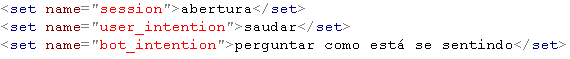 <set name="session">abertura</set>
<set name="user_intention">saudar</set>
<set name="bot_intention">perguntar como está se sentindo</set>